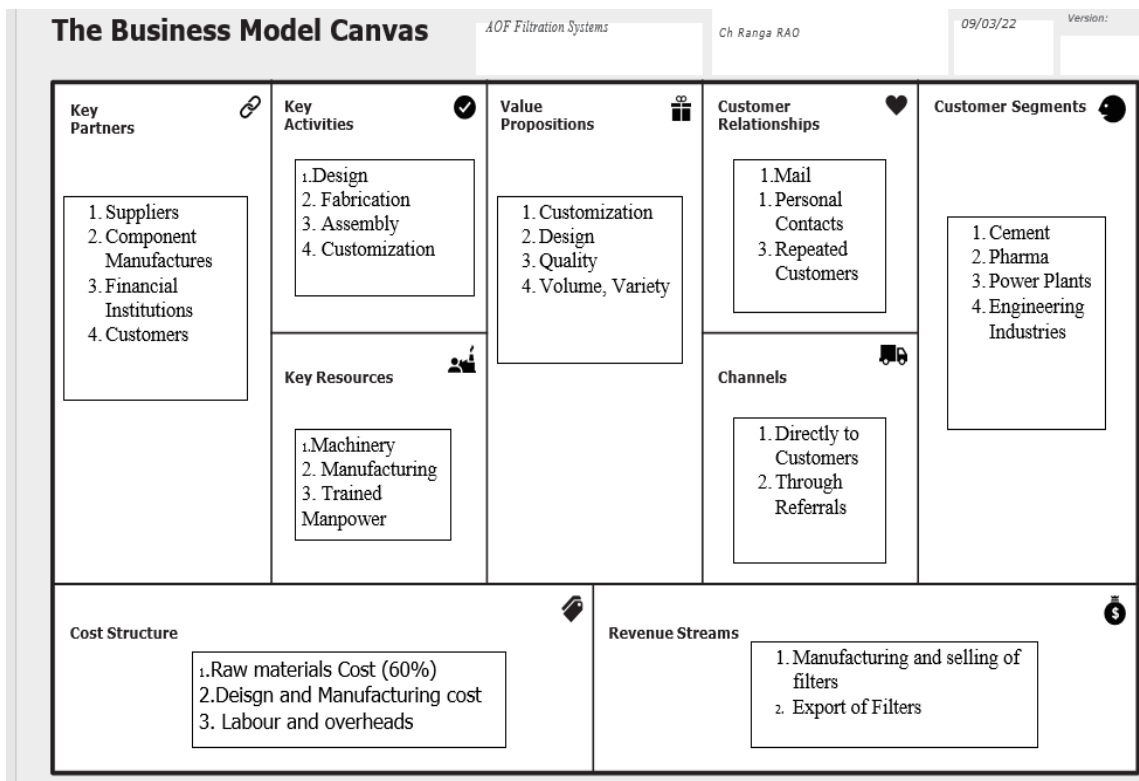 The Business Model Canvas
AOF Filtration Systems
Ch Ranga RAO
09/03/22
Version:
Key
Partners
1. Suppliers
2. Component
Manufactures
3. Financial
Institutions
4. Customers
Key
Activities
1.Design
2. Fabrication
3. Assembly
4. Customization
Key Resources
1.Machinery
2. Manufacturing
3. Trained
Manpower
Value
Propositions
1. Customization
2. Design
3. Quality
4. Volume, Variety
Customer
Relationships
1. Mail
1. Personal
Contacts
3. Repeated
Customers
Channels
1. Directly to
Customers
2. Through
Referrals
Customer Segments
1. Cement
2. Pharma
3. Power Plants
4. Engineering
Industries
Cost Structure
1.Raw materials Cost (60%)
2.Deisgn and Manufacturing cost
3. Labour and overheads
Revenue Streams
1. Manufacturing and selling of
filters
2. Export of Filters
$